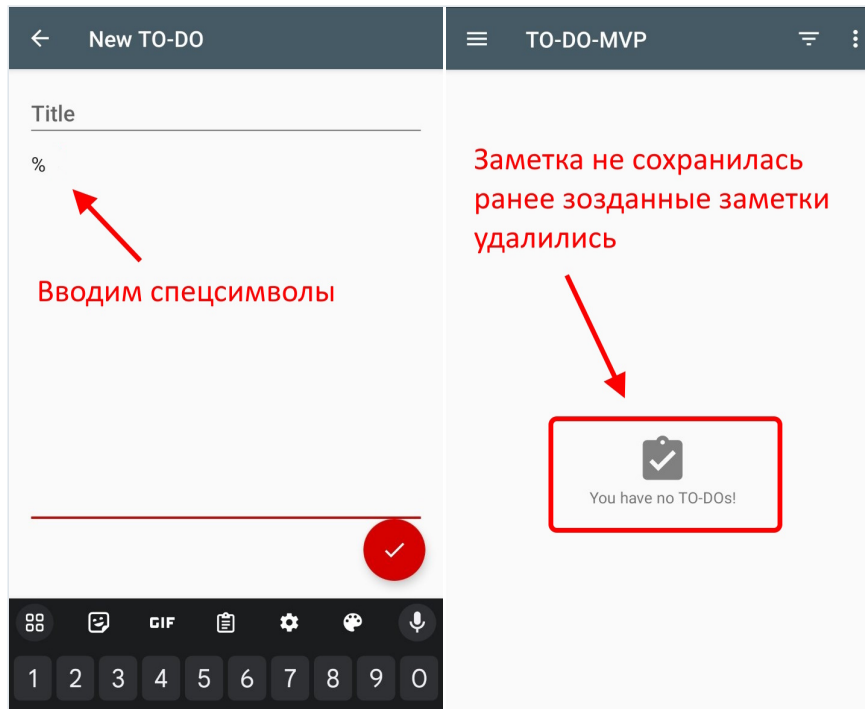 New TO-DO
Title
%
Вводим спецсимволы
GIF
1 2 3 4 5 6 7 8 9 0
TO-DO-MVP
Заметка не сохранилась
ранее зозданные заметки
удалились
You have no TO-DOs!